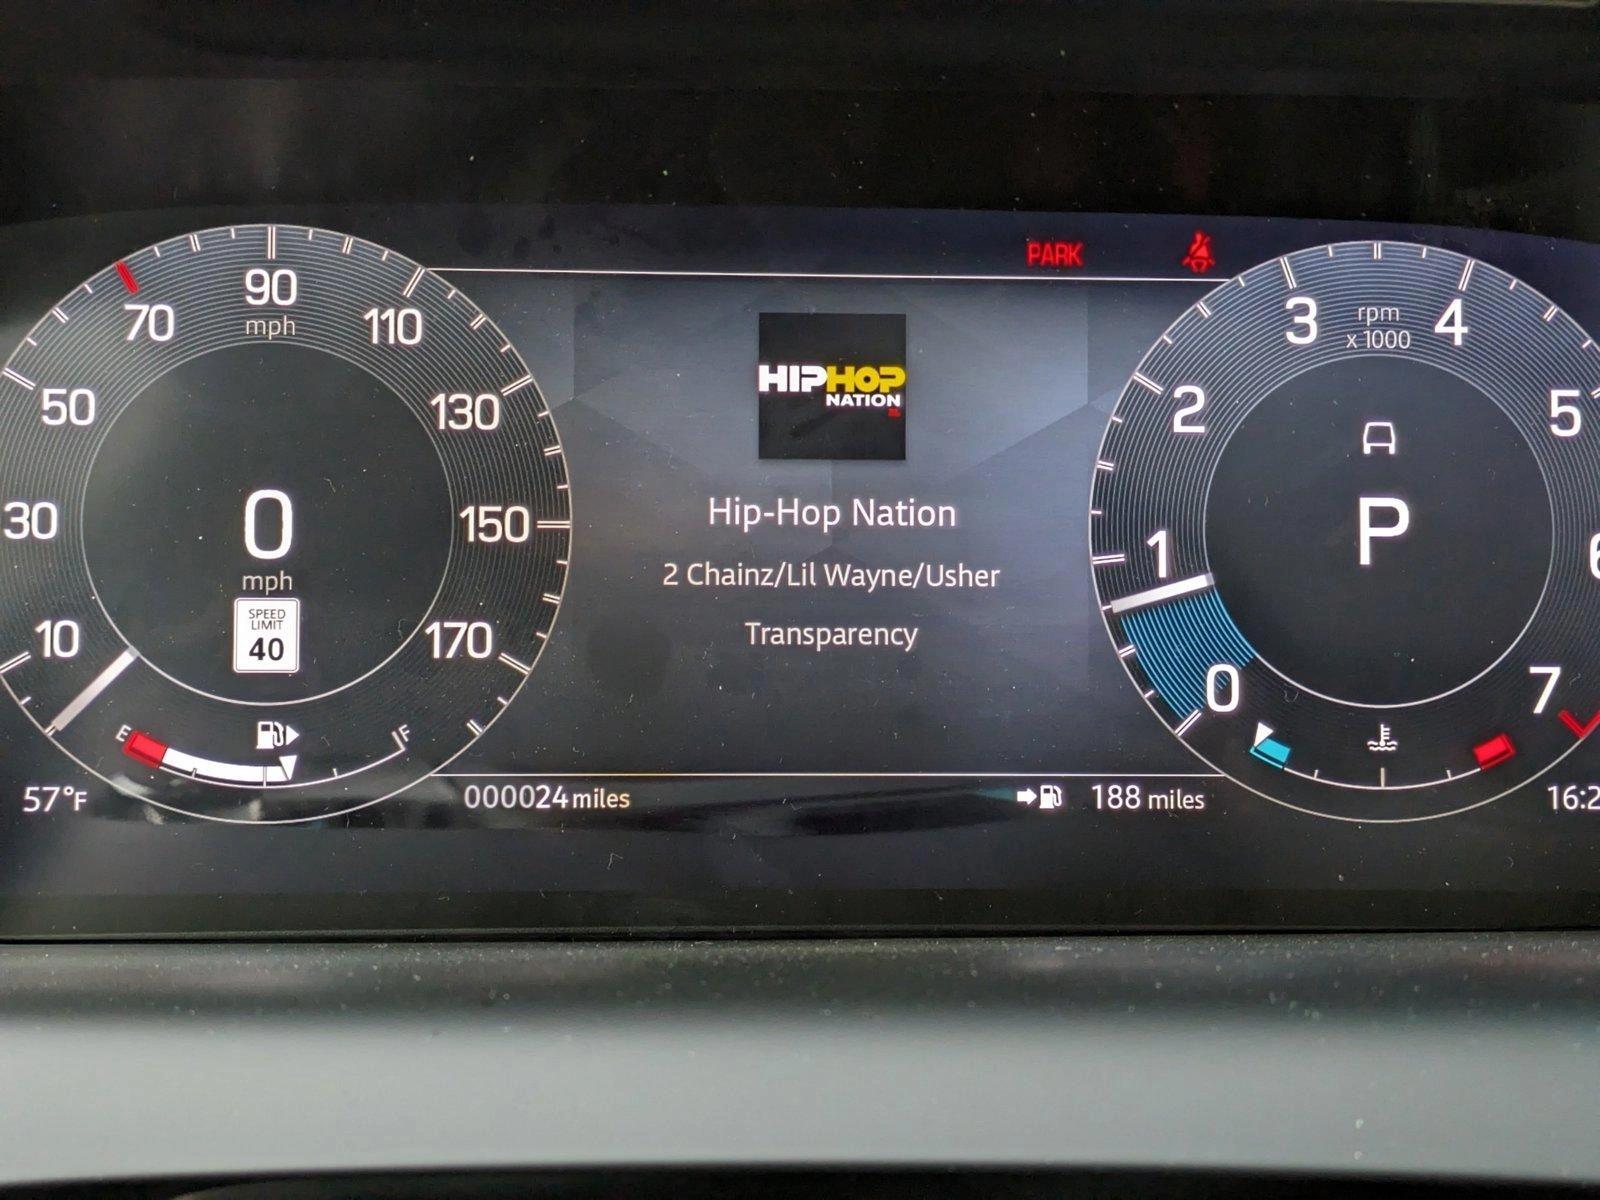 PARK
90
mph
70
110
50
130
30
150
10
170
0
mph
SPEED
LIMIT
40
E
F
57°F
HIPHOP
NATION
Hip-Hop Nation
2 Chainz/Lil Wayne/Usher
Transparency
000024 miles
188 miles
3
rpm
x 1000
4
2
5
1
P
0
7